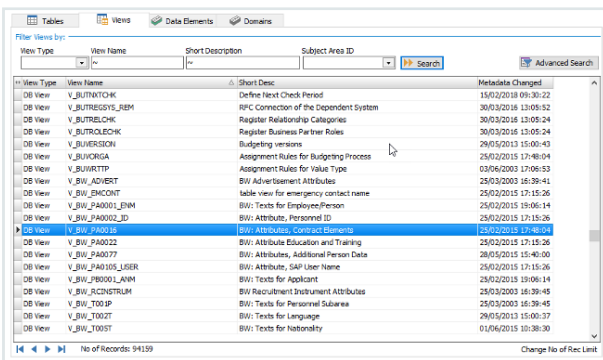 Tables Views Data Elements Domains
Filter Views by:
View Type View Name Short Description Subject Area ID
~ ~ Search Advanced Search
View Type View Name Short Desc Metadata Changed
DB View V_BUTNXTCHK Define Next Check Period 15/02/2018 09:30:22
DB View V_BUTREGSYS_REM RFC Connection of the Dependent System 30/03/2016 13:05:52
DB View V_BUTRELCHK Register Relationship Categories 30/03/2016 13:05:24
DB View V_BUTROLECHK Register Business Partner Roles 30/03/2016 13:05:24
DB View V_BUVERSION Budgeting versions 29/05/2013 15:00:43
DB View V_BUVORGA Assignment Rules for Budgeting Process 25/02/2015 17:48:04
DB View V_BUWRTTP Assignment Rules for Value Type 03/06/2003 17:06:53
DB View V_BW_ADVERT BW Advertisement Attributes 25/03/2003 16:39:41
DB View V_BW_EMCONT table view for emergency contact name 25/02/2015 17:15:26
DB View V_BW_PA0001_ENM BW: Texts for Employee/Person 25/02/2015 19:06:14
DB View V_BW_PA0002_ID BW: Attribute, Personnel ID 25/02/2015 17:15:26
DB View V_BW_PA0016 BW: Attributes, Contract Elements 25/02/2015 17:48:04
DB View V_BW_PA0022 BW: Attribute Education and Training 25/02/2015 17:15:26
DB View V_BW_PA0077 BW: Attributes, Additional Person Data 28/05/2015 15:40:00
DB View V_BW_PA0105_USER BW: Attribute, SAP User Name 25/02/2015 17:15:26
DB View V_BW_PB0001_ANM BW: Texts for Applicant 25/02/2015 19:06:14
DB View V_BW_RCINSTRUM BW Recruitment Instrument Attributes 25/03/2003 16:39:45
DB View V_BW_T001P BW: Texts for Personnel Subarea 25/03/2003 16:39:45
DB View V_BW_T002T BW: Texts for Language 29/05/2013 15:00:37
DB View V_BW_T005T BW: Texts for Nationality 01/06/2015 10:38:30
No of Records: 94159 Change No of Rec Limit